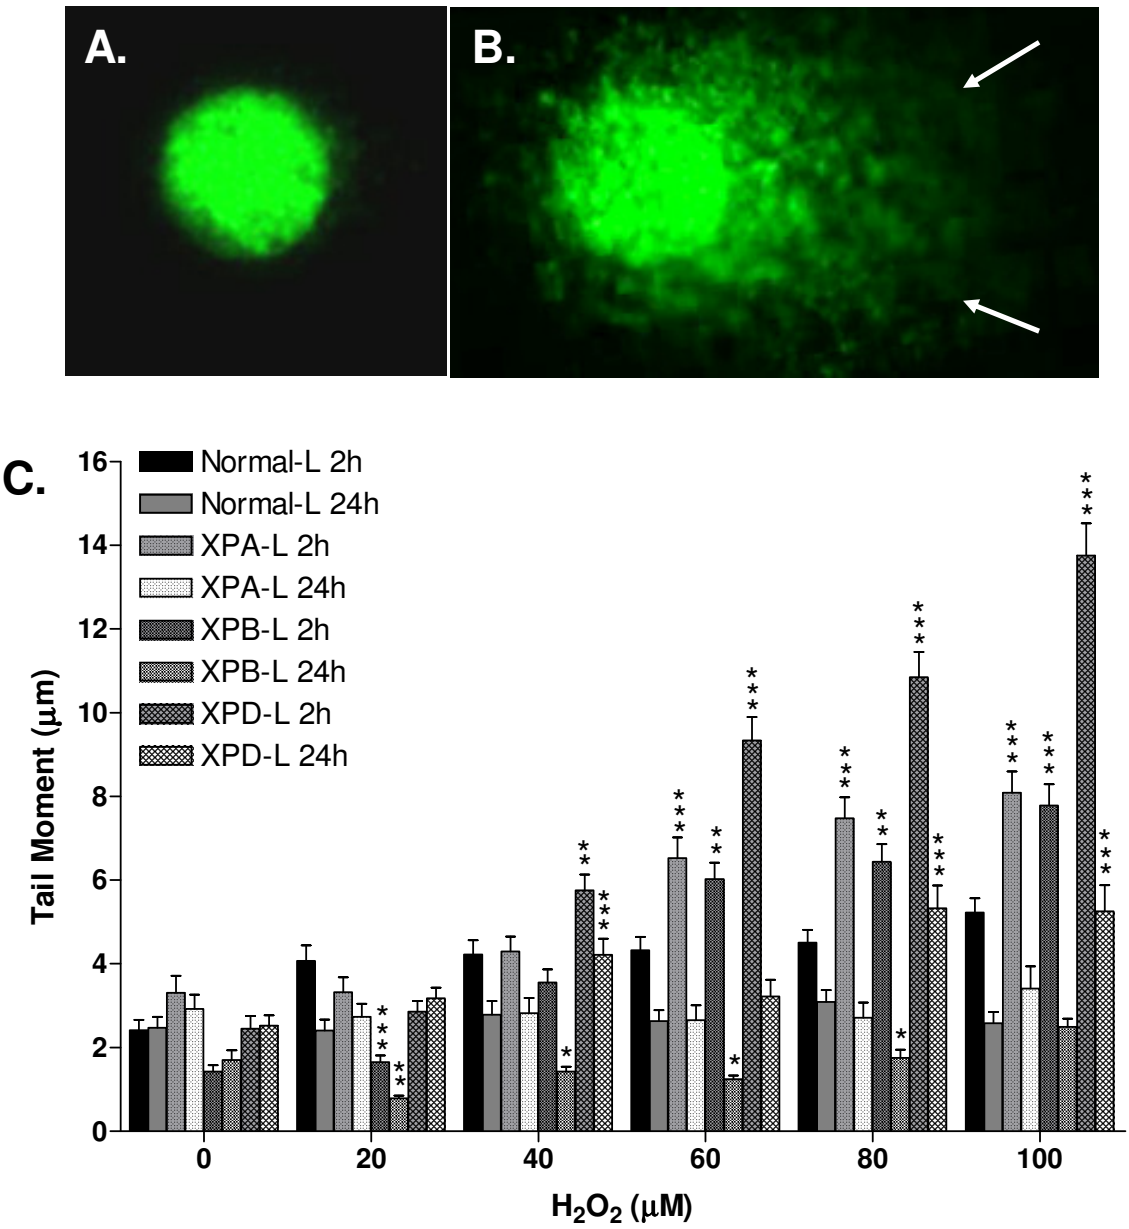 A.
B.
C.
16
14
12
10
8
6
4
2
0
Tail Moment (μm)
Normal-L 2h
Normal-L 24h
XPA-L 2h
XPA-L 24h
XPB-L 2h
XPB-L 24h
XPD-L 2h
XPD-L 24h
***
**
*
**
***
***
**
*
***
***
**
*
***
***
***
***
***
***
0 20 40 60 80 100
H₂O₂ (μM)